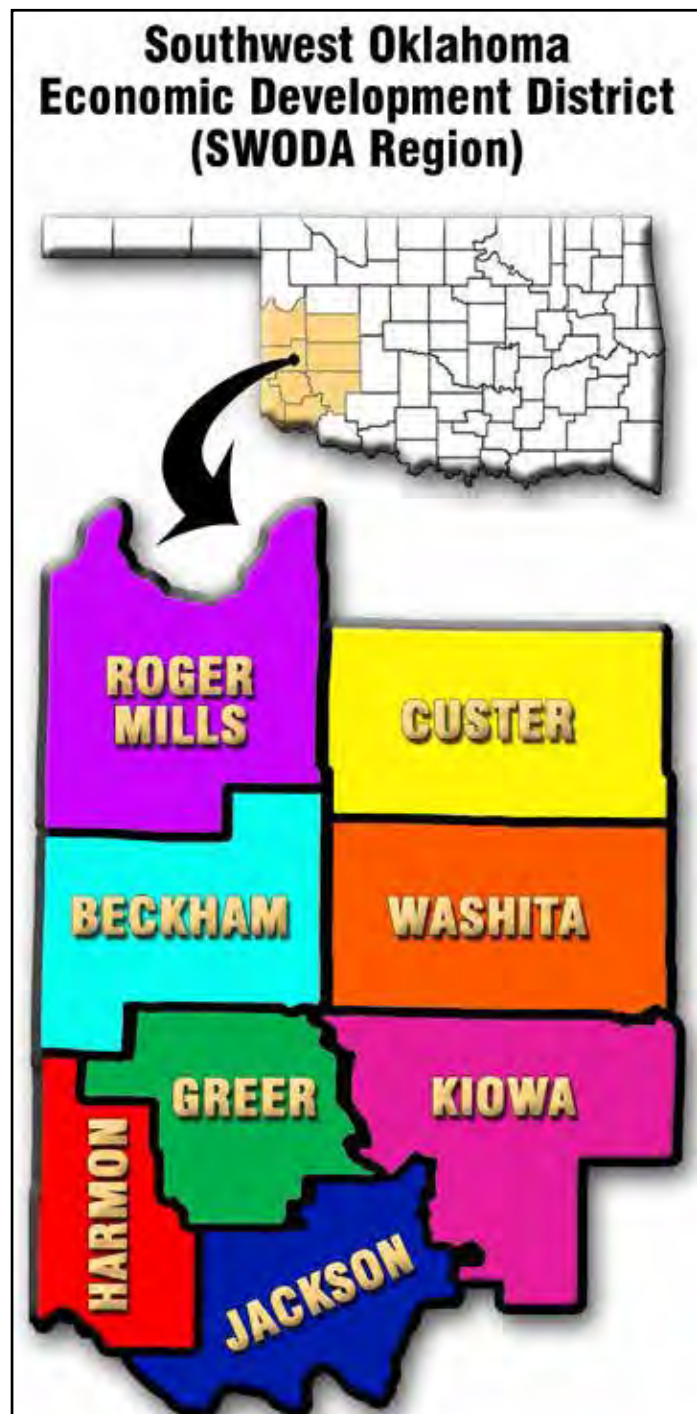 Southwest Oklahoma
Economic Development District
(SWODA Region)
ROGER
MILLS
CUSTER
BECKHAM
WASHITA
GREER
KIOWA
HARMON
JACKSON